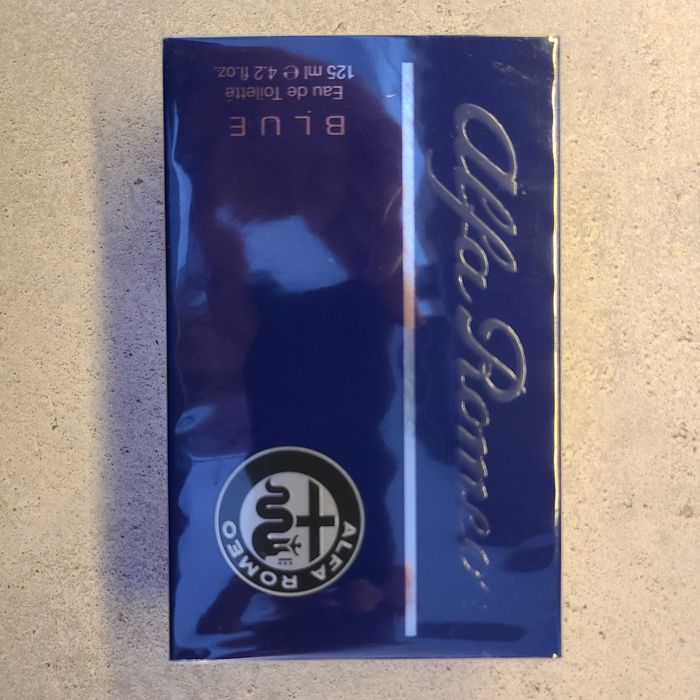 Alfa Romeo
ALFA ROMEO
BLUE
Eau de Toilette
125 ml ℮ 4.2 fl.oz.